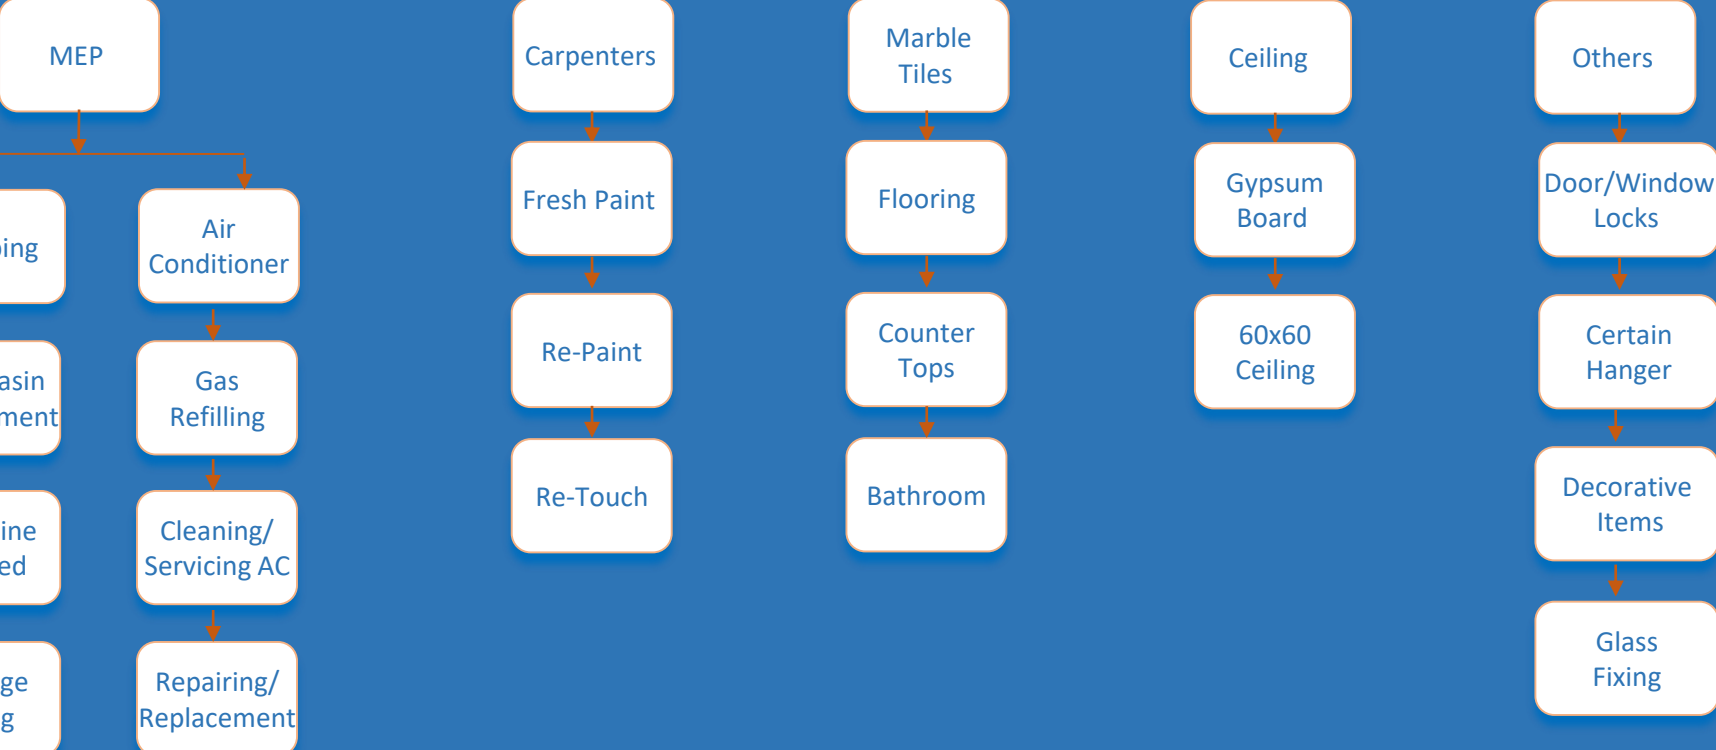 MEP
Air
Conditioner
Gas
Refilling
Cleaning/
Servicing AC
Repairing/
Replacement
Carpenters
Fresh Paint
Re-Paint
Re-Touch
Marble
Tiles
Flooring
Counter
Tops
Bathroom
Ceiling
Gypsum
Board
60x60
Ceiling
Others
Door/Window
Locks
Certain
Hanger
Decorative
Items
Glass
Fixing